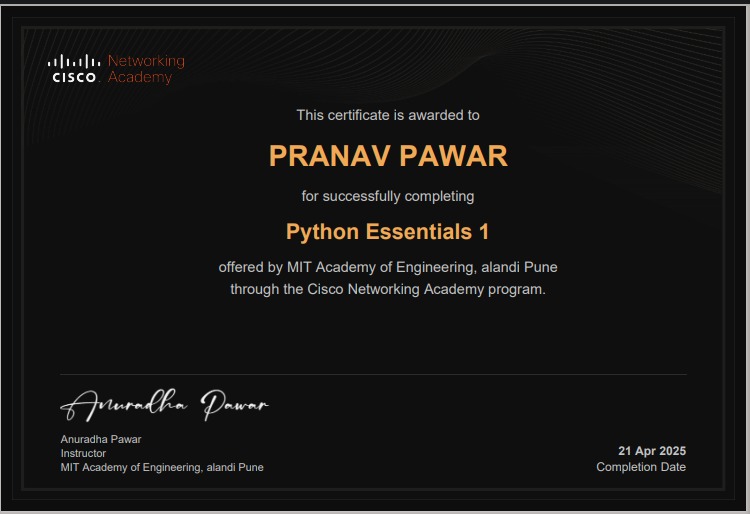 Networking
CISCO Academy
This certificate is awarded to
PRANAV PAWAR
for successfully completing
Python Essentials 1
offered by MIT Academy of Engineering, alandi Pune
through the Cisco Networking Academy program.
Anuradha Pawar
Anuradha Pawar
Instructor
MIT Academy of Engineering, alandi Pune
21 Apr 2025
Completion Date